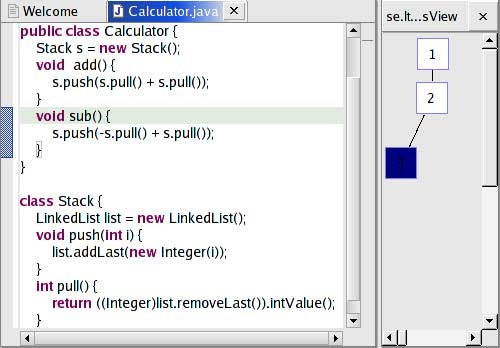 Welcome
Calculator.java
public class Calculator {
Stack s = new Stack();
void add() {
s.push(s.pull() + s.pull());
}
void sub() {
s.push(-s.pull() + s.pull());
}
}
class Stack {
LinkedList list = new LinkedList();
void push(int i) {
list.addLast(new Integer(i));
}
int pull() {
return ((Integer)list.removeLast()).intValue();
}
se.lt...sView
1
2
3